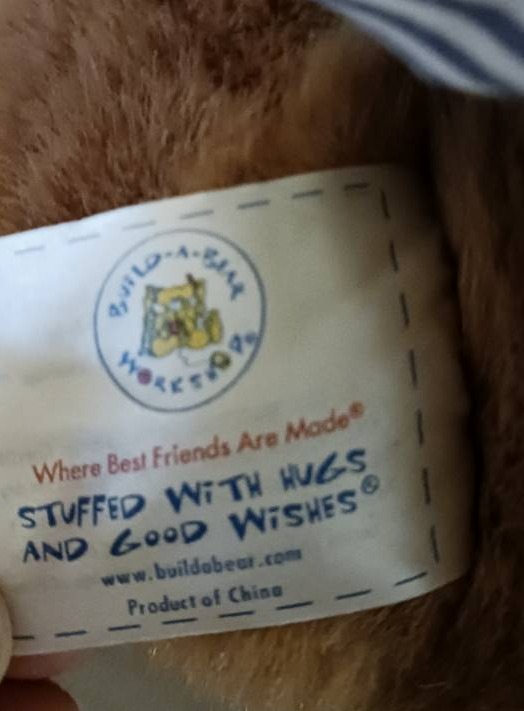 BUILD-A-BEAR
WORKSHOP®
Where Best Friends Are Made®
STUFFED WITH HUGS
AND GOOD WISHES®
www.buildabear.com
Product of China